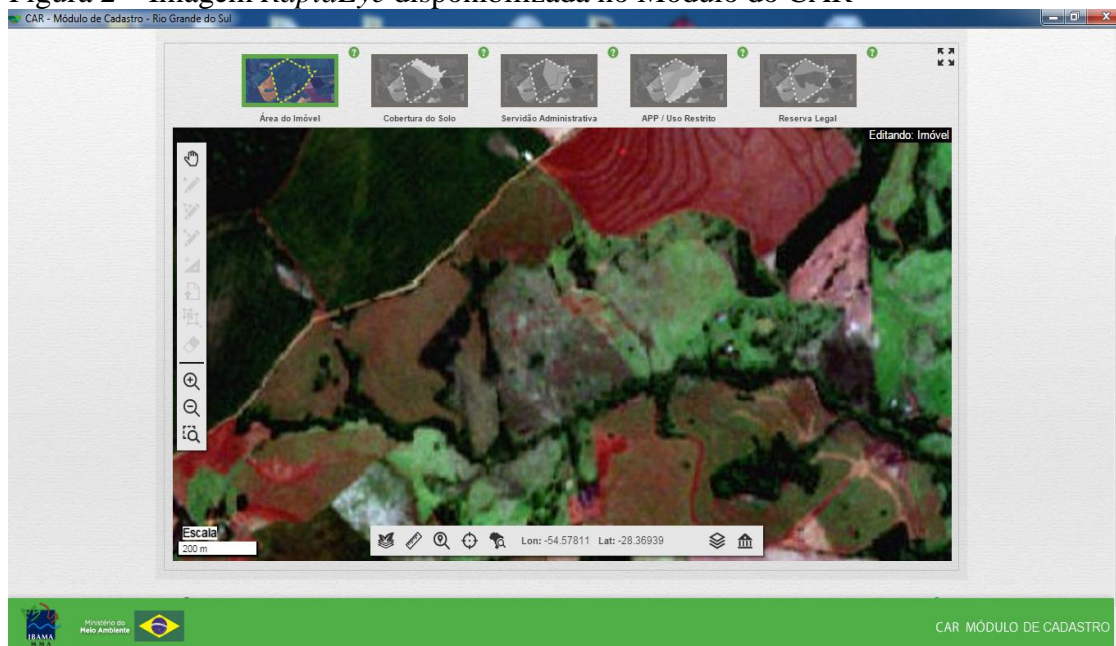 Figura 2 – Imagem RapidEye disponibilizada no Módulo do CAR
CAR - Módulo de Cadastro - Rio Grande do Sul
Área do Imóvel
Cobertura do Solo
Servidão Administrativa
APP / Uso Restrito
Reserva Legal
Editando: Imóvel
Escala
200 m
Lon: -54.57811 Lat: -28.36939
IBAMA
MMA
Ministério do
Meio Ambiente
CAR MÓDULO DE CADASTRO